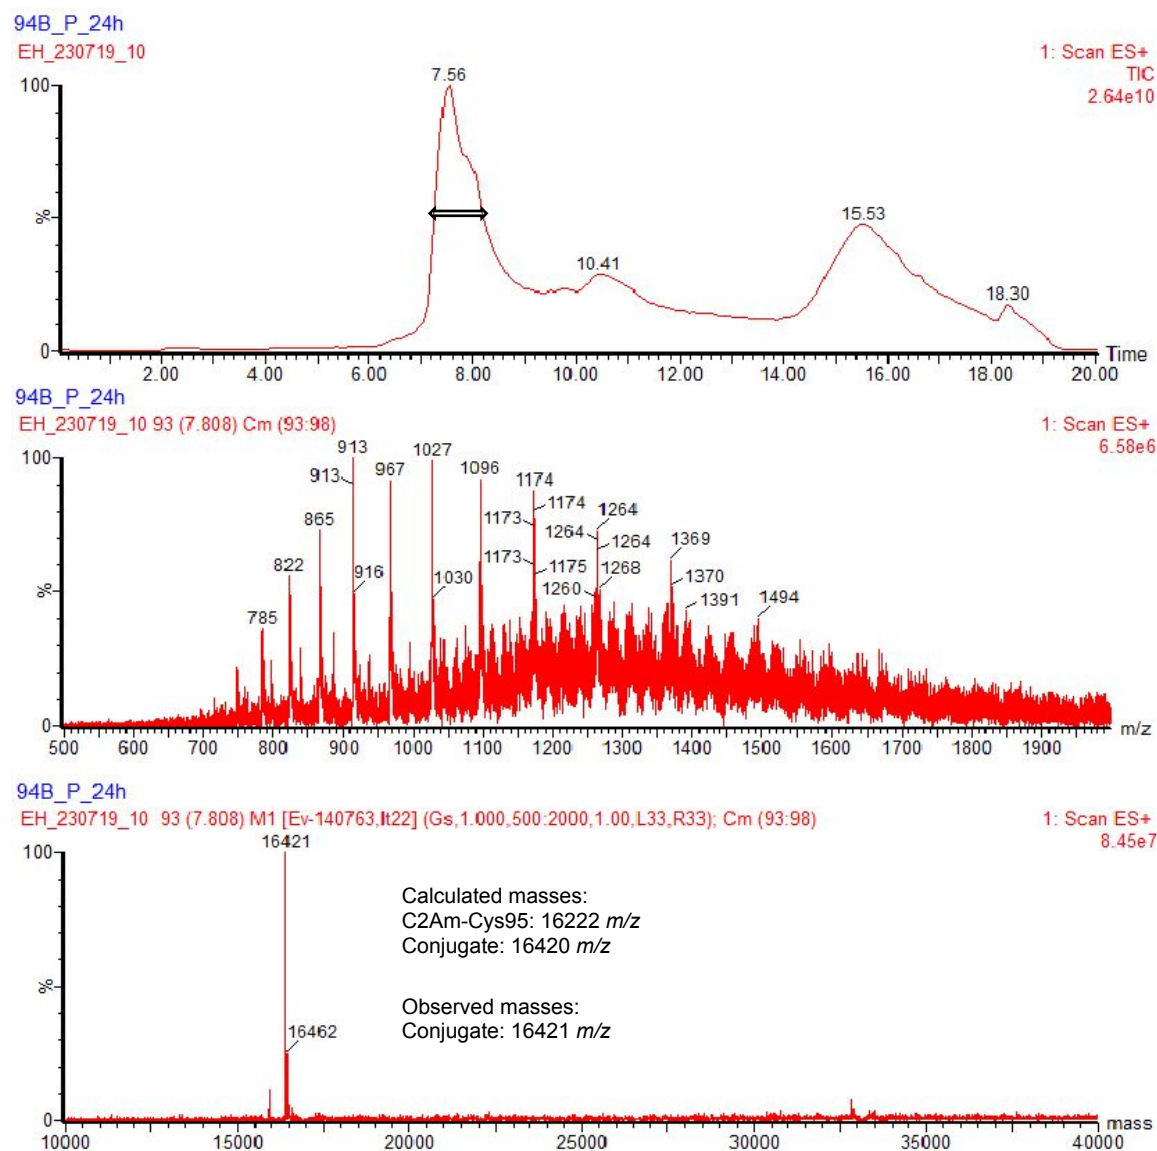 94B_P_24h
EH_230719_10
1: Scan ES+
TIC
2.64e10
100
%
0
7.56
10.41
15.53
18.30
2.00 4.00 6.00 8.00 10.00 12.00 14.00 16.00 18.00 20.00
Time
94B_P_24h
EH_230719_10 93 (7.808) Cm (93:98)
1: Scan ES+
6.58e6
100
%
0
785
822
865
913
913
916
967
1027
1030
1096
1174
1174
1173
1173
1175
1264
1264
1264
1260
1268
1369
1370
1391
1494
500 600 700 800 900 1000 1100 1200 1300 1400 1500 1600 1700 1800 1900
m/z
94B_P_24h
EH_230719_10 93 (7.808) M1 [Ev-140763,It22] (Gs,1.000,500:2000,1.00,L33,R33); Cm (93:98)
1: Scan ES+
8.45e7
100
%
0
16421
16462
Calculated masses:
C2Am-Cys95: 16222 m/z
Conjugate: 16420 m/z
Observed masses:
Conjugate: 16421 m/z
10000 15000 20000 25000 30000 35000 40000
mass